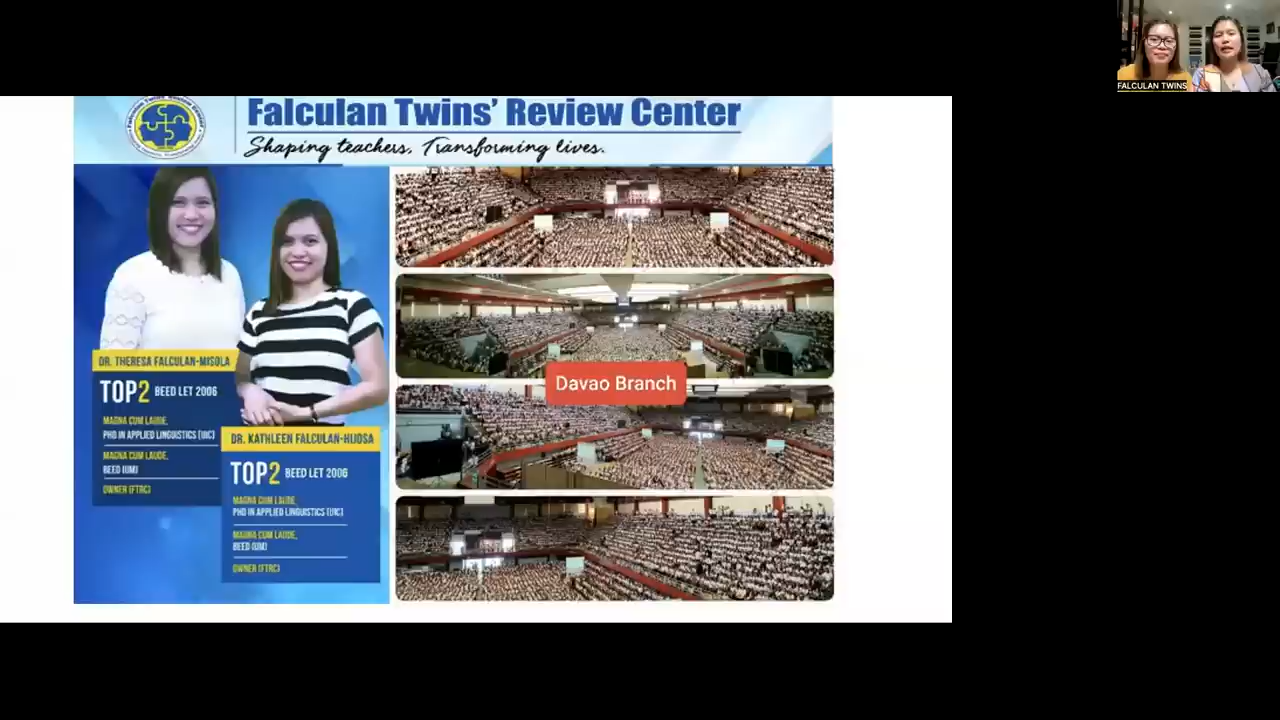 FALCULAN TWINS
Falculan Twins' Review Center
Shaping teachers, Transforming lives.
DR. THERESA FALCULAN-MISOLA
TOP2 BEED LET 2006
MAGNA CUM LAUDE,
PHD IN APPLIED LINGUISTICS (UIC)
MAGNA CUM LAUDE,
BEED (UM)
OWNER (FTRC)
DR. KATHLEEN FALCULAN-HIJOSA
TOP2 BEED LET 2006
MAGNA CUM LAUDE,
PHD IN APPLIED LINGUISTICS (UIC)
MAGNA CUM LAUDE,
BEED (UM)
OWNER (FTRC)
Davao Branch